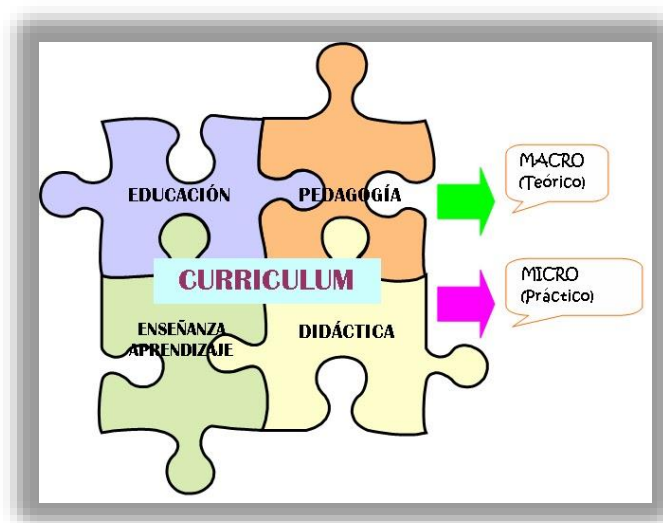 EDUCACIÓN
PEDAGOGÍA
MACRO
(Teórico)
CURRICULUM
MICRO
(Práctico)
ENSEÑANZA
APRENDIZAJE
DIDÁCTICA